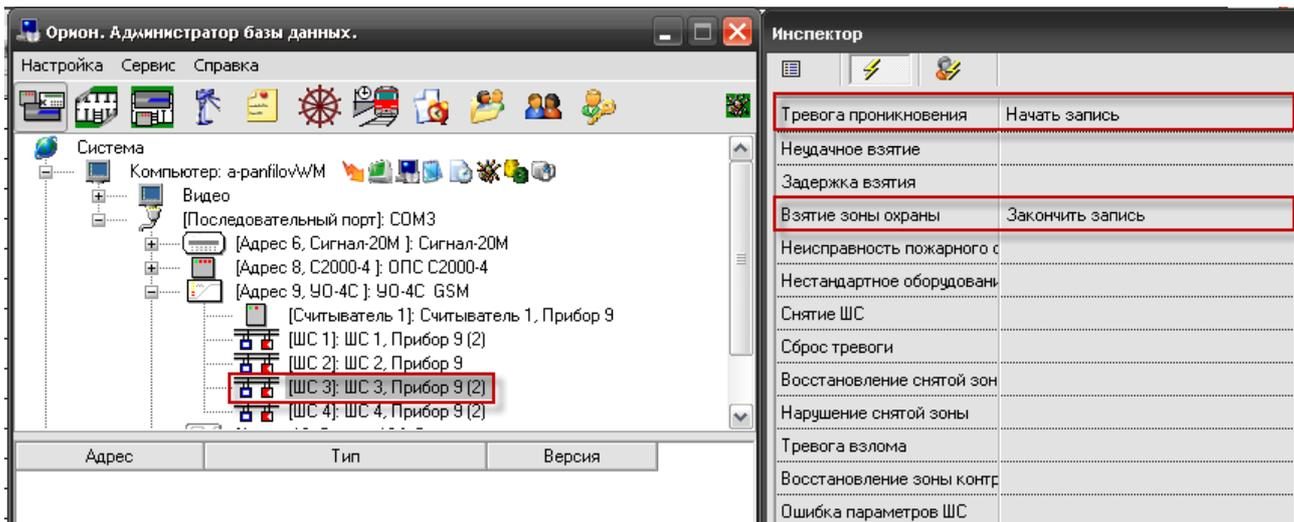 Орион. Администратор базы данных.
Настройка Сервис Справка
Система
Компьютер: a-panfilovWM
Видео
[Последовательный порт]: COM3
[Адрес 6, Сигнал-20М ]: Сигнал-20М
[Адрес 8, С2000-4 ]: ОПС С2000-4
[Адрес 9, УО-4С ]: УО-4С GSM
[Считыватель 1]: Считыватель 1, Прибор 9
[ШС 1]: ШС 1, Прибор 9 (2)
[ШС 2]: ШС 2, Прибор 9
[ШС 3]: ШС 3, Прибор 9 (2)
[ШС 4]: ШС 4, Прибор 9 (2)
Адрес Тип Версия
Инспектор
Тревога проникновения Начать запись
Неудачное взятие
Задержка взятия
Взятие зоны охраны Закончить запись
Неисправность пожарного о
Нестандартное оборудовани
Снятие ШС
Сброс тревоги
Восстановление снятой зон
Нарушение снятой зоны
Тревога взлома
Восстановление зоны контр
Ошибка параметров ШС